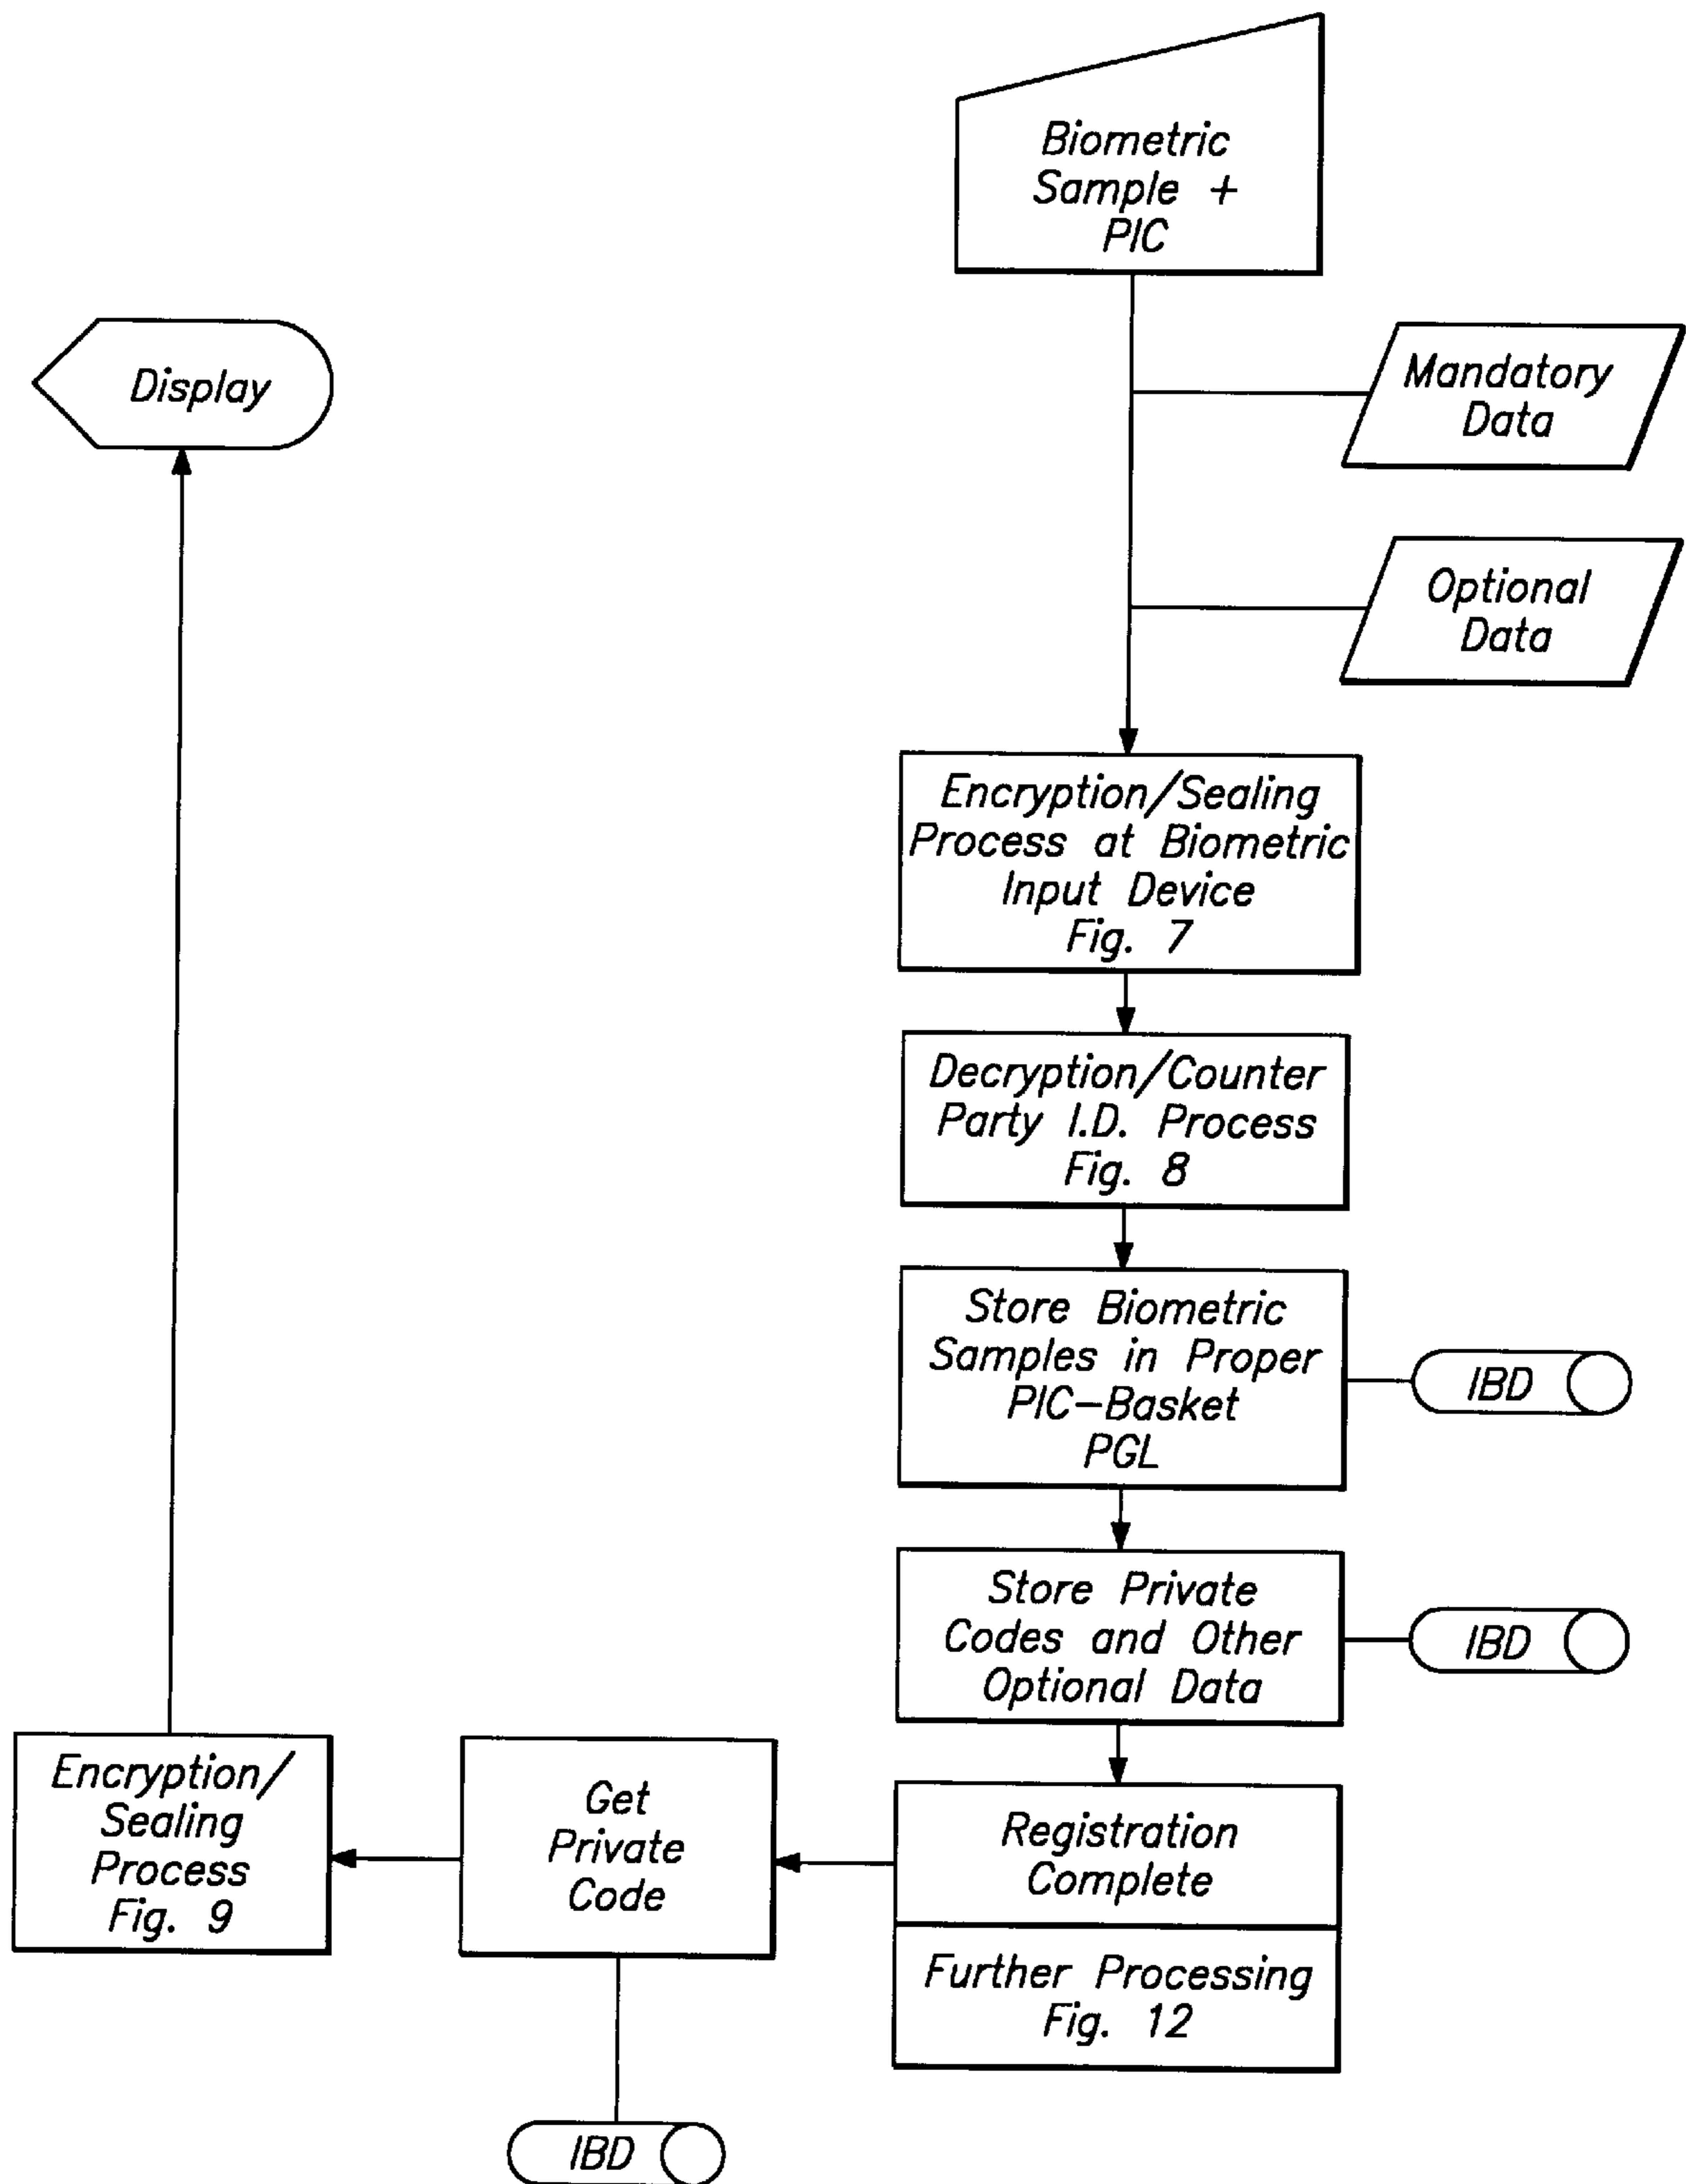 Biometric
Sample +
PIC
Display
Mandatory
Data
Optional
Data
Encryption/Sealing
Process at Biometric
Input Device
Fig. 7
Decryption/Counter
Party I.D. Process
Fig. 8
Store Biometric
Samples in Proper
PIC-Basket
PGL
IBD
Store Private
Codes and Other
Optional Data
IBD
Registration
Complete
Further Processing
Fig. 12
Get
Private
Code
IBD
Encryption/
Sealing
Process
Fig. 9